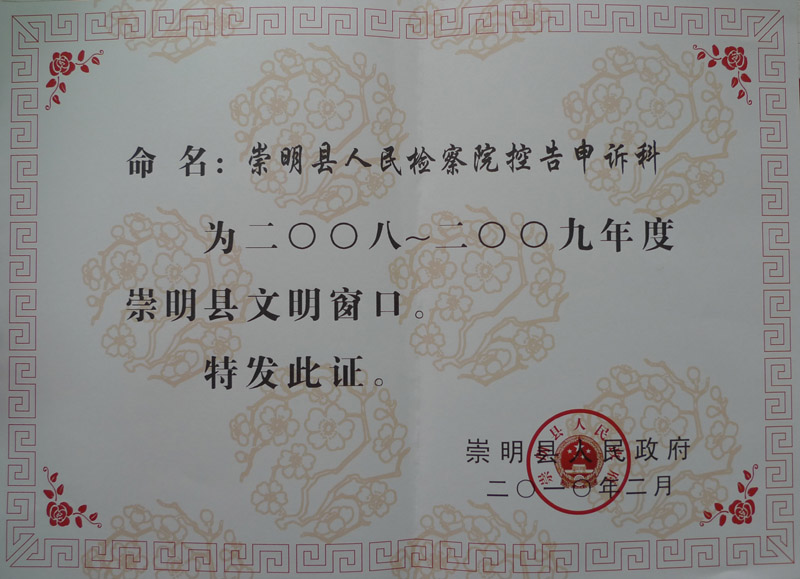 命名：崇明县人民检察院控告申诉科
为二〇〇八~二〇〇九年度
崇明县文明窗口。
特发此证。
崇明县人民政府
二〇一〇年二月